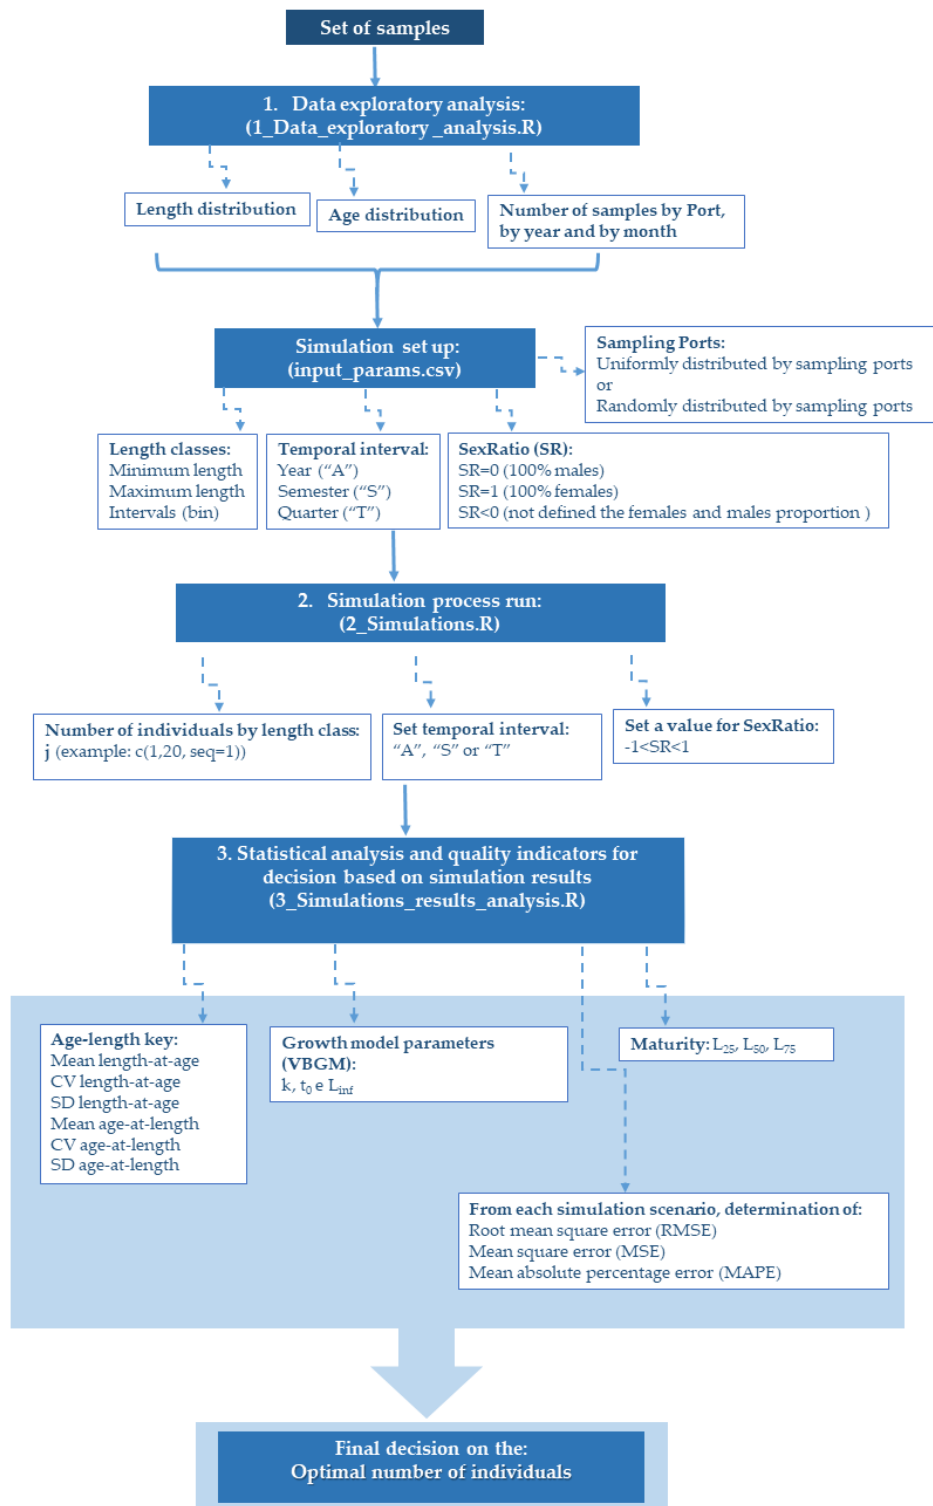 Set of samples
1. Data exploratory analysis:
(1_Data_exploratory _analysis.R)
Length distribution
Age distribution
Number of samples by Port,
by year and by month
Simulation set up:
(input_params.csv)
Sampling Ports:
Uniformly distributed by sampling ports
or
Randomly distributed by sampling ports
Length classes:
Minimum length
Maximum length
Intervals (bin)
Temporal interval:
Year (“A”)
Semester (“S”)
Quarter (“T”)
SexRatio (SR):
SR=0 (100% males)
SR=1 (100% females)
SR<0 (not defined the females and males proportion )
2. Simulation process run:
(2_Simulations.R)
Number of individuals by length class:
j (example: c(1,20, seq=1))
Set temporal interval:
“A”, “S” or “T”
Set a value for SexRatio:
-1<SR<1
3. Statistical analysis and quality indicators for
decision based on simulation results
(3_Simulations_results_analysis.R)
Age-length key:
Mean length-at-age
CV length-at-age
SD length-at-age
Mean age-at-length
CV age-at-length
SD age-at-length
Growth model parameters
(VBGM):
k, t0 e Linf
Maturity: L25, L50, L75
From each simulation scenario, determination of:
Root mean square error (RMSE)
Mean square error (MSE)
Mean absolute percentage error (MAPE)
Final decision on the:
Optimal number of individuals